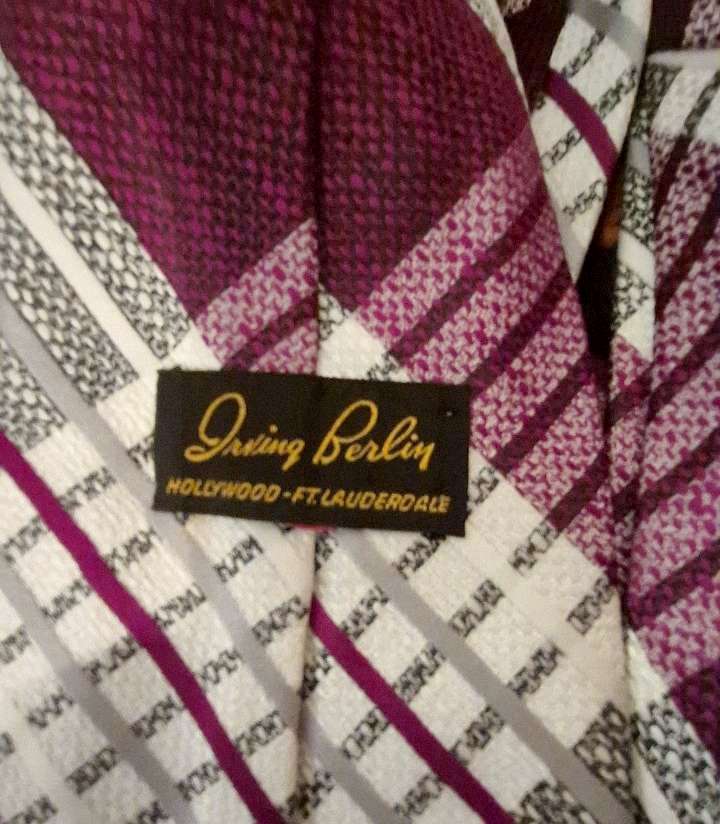 Irving Berlin
HOLLYWOOD-FT. LAUDERDALE